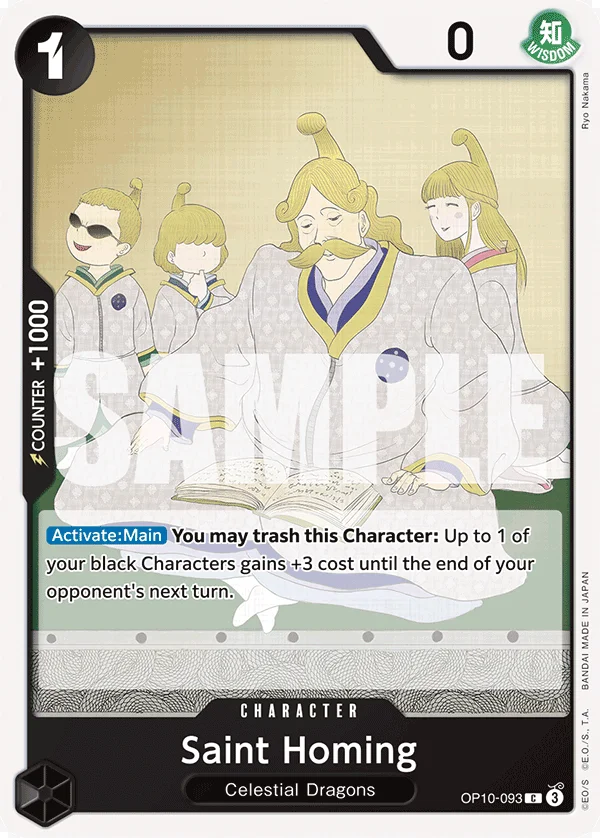 1
0
知
WISDOM
Ryo Nakama
COUNTER +1000
SAMPLE
Activate:Main You may trash this Character: Up to 1 of
your black Characters gains +3 cost until the end of your
opponent's next turn.
CHARACTER
Saint Homing
Celestial Dragons
OP10-093 C 3
©EO/S ©E.O./S., T.A. BANDAI MADE IN JAPAN